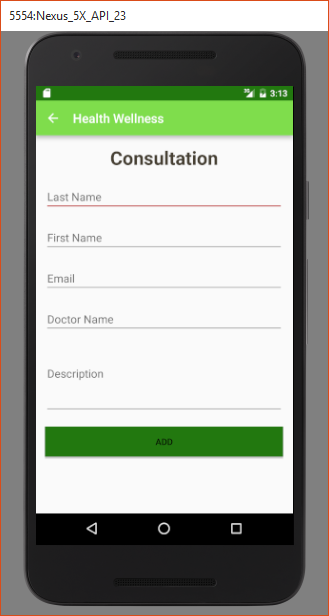 5554:Nexus_5X_API_23
3:13
Health Wellness
Consultation
Last Name
First Name
Email
Doctor Name
Description
ADD